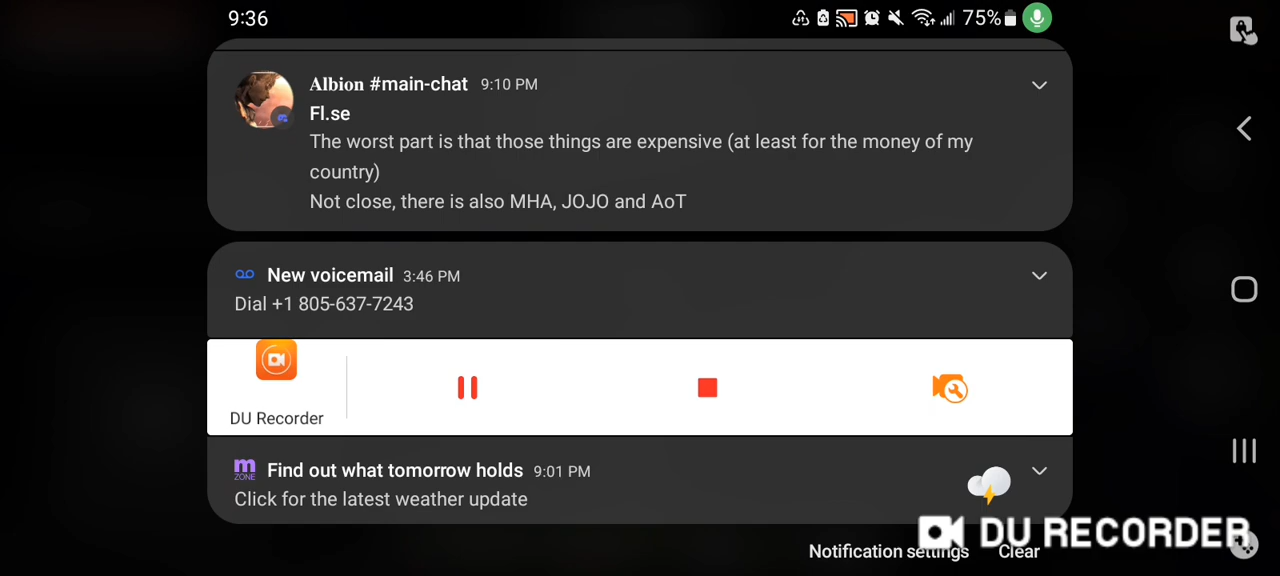 9:36
75%
Albion #main-chat 9:10 PM
Fl.se
The worst part is that those things are expensive (at least for the money of my
country)
Not close, there is also MHA, JOJO and AoT
New voicemail 3:46 PM
Dial +1 805-637-7243
DU Recorder
m ZONE Find out what tomorrow holds 9:01 PM
Click for the latest weather update
DU RECORDER
Notification settings Clear